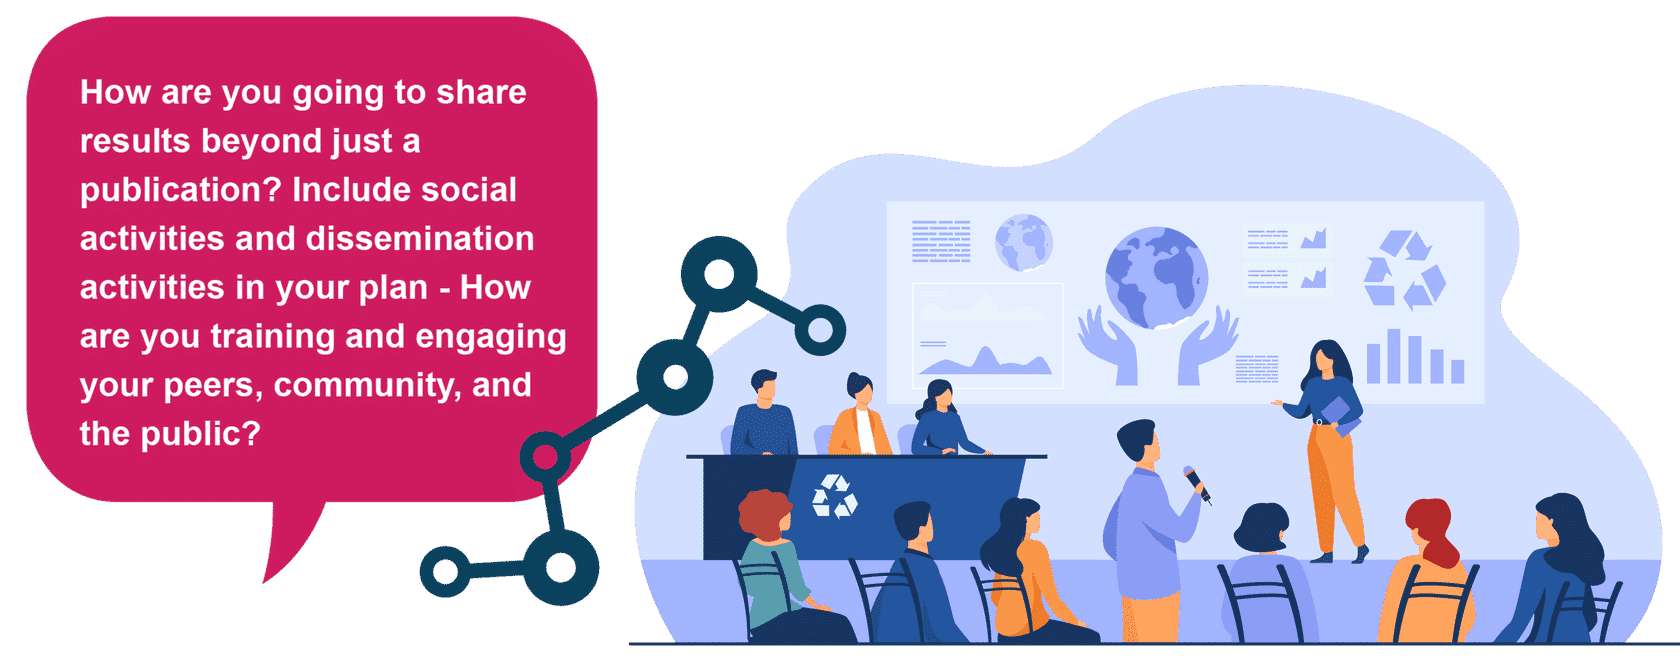 How are you going to share
results beyond just a
publication? Include social
activities and dissemination
activities in your plan - How
are you training and engaging
your peers, community, and
the public?